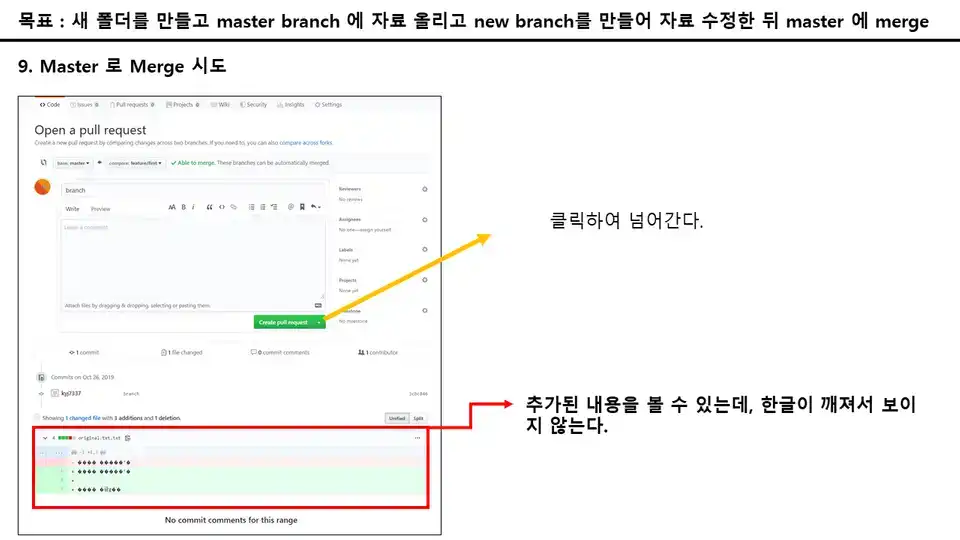 목표 : 새 폴더를 만들고 master branch 에 자료 올리고 new branch를 만들어 자료 수정한 뒤 master 에 merge
9. Master 로 Merge 시도
Code Issues 0 Pull requests 0 Projects 0 Wiki Security Insights Settings
Open a pull request
Create a new pull request by comparing changes across two branches. If you need to, you can also compare across forks.
base: master compare: feature/first Able to merge. These branches can be automatically merged.
branch
Write Preview
Leave a comment
Attach files by dragging & dropping, selecting or pasting them.
Create pull request
Reviewers
No reviews
Assignees
No one—assign yourself
Labels
None yet
Projects
None yet
No milestone
클릭하여 넘어간다.
1 commit 1 file changed 0 commit comments 1 contributor
Commits on Oct 26, 2019
kyj7337 branch
Showing 1 changed file with 3 additions and 1 deletion.
Unified Split
추가된 내용을 볼 수 있는데, 한글이 깨져서 보이
지 않는다.
4 original.txt.txt
No commit comments for this range